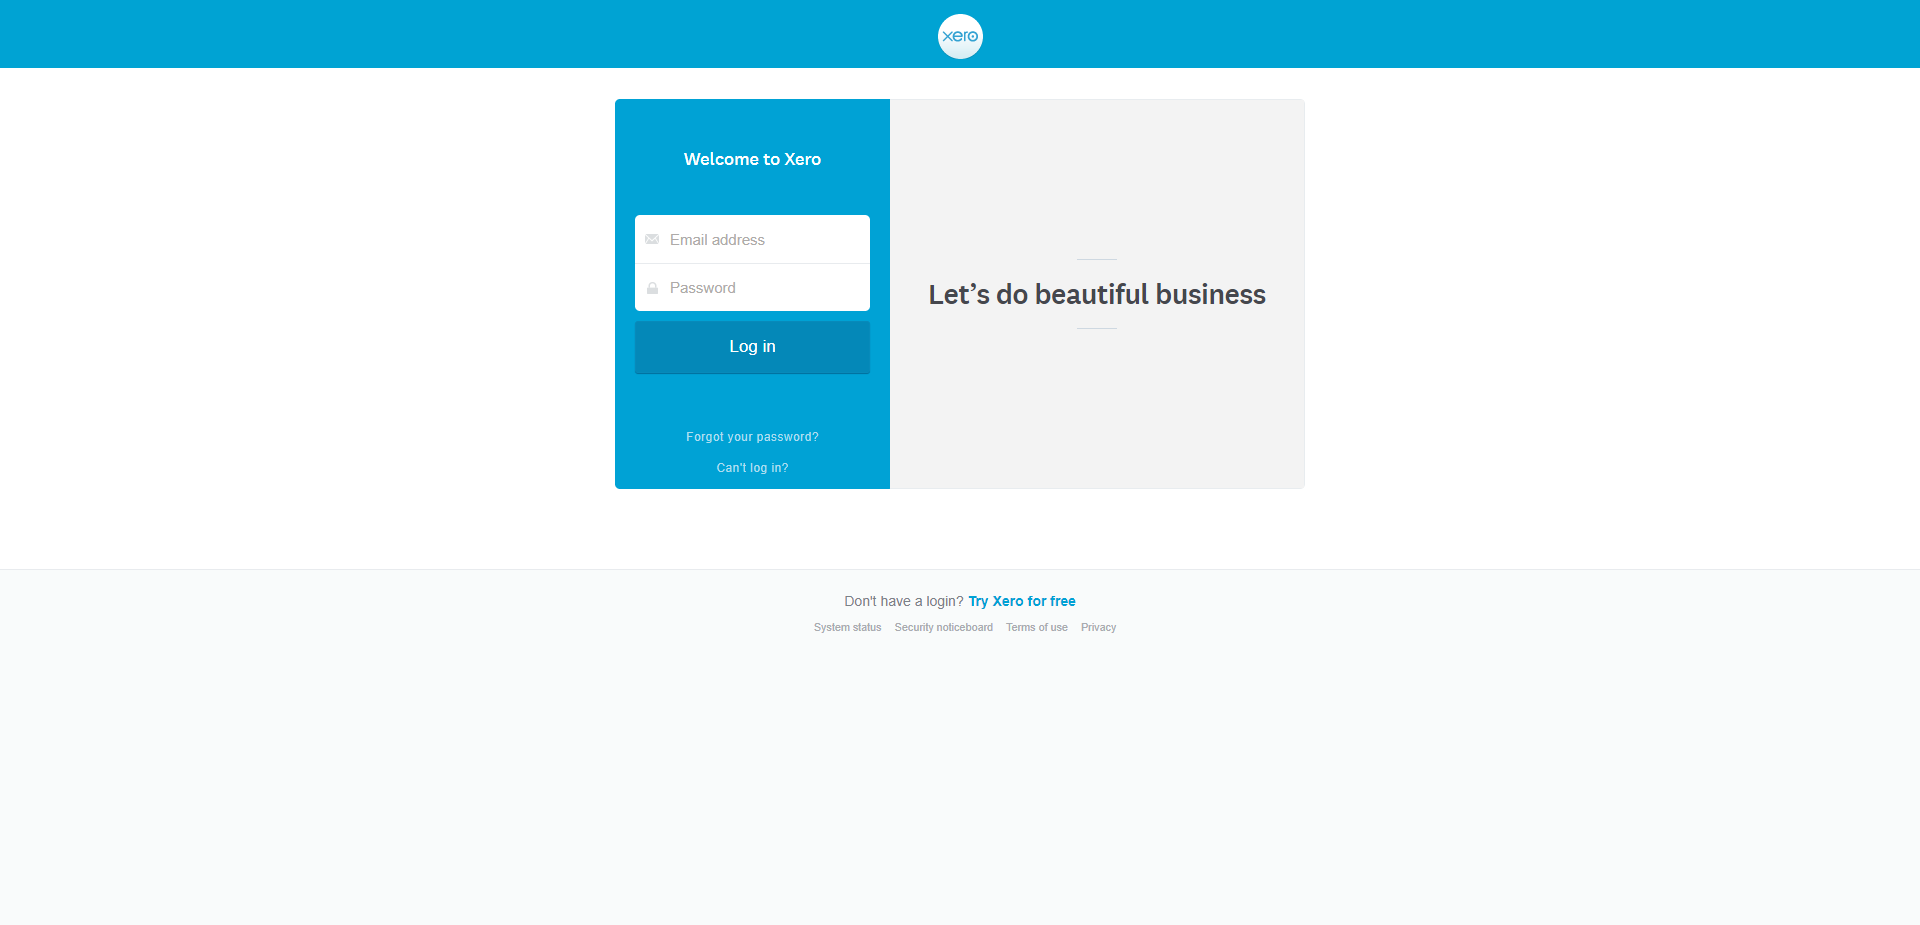 xero
Welcome to Xero
Email address
Password
Log in
Forgot your password?
Can't log in?
Let’s do beautiful business
Don't have a login? Try Xero for free
System status Security noticeboard Terms of use Privacy